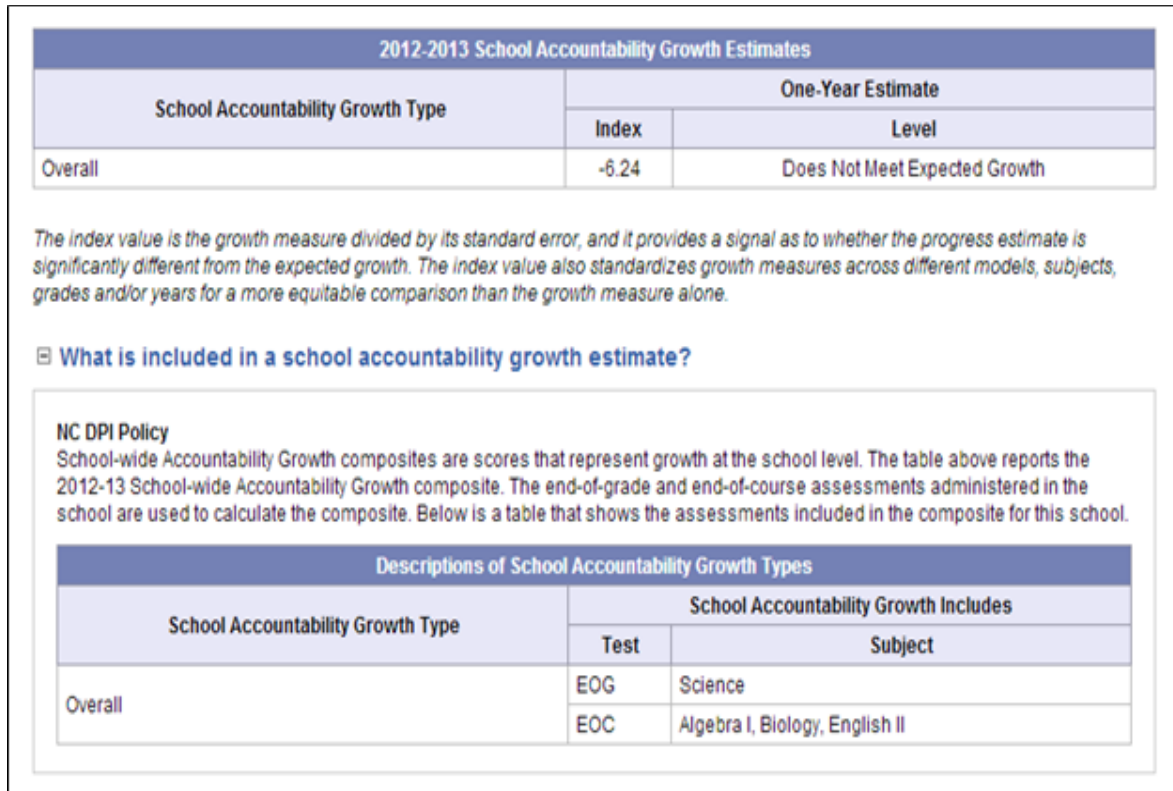 2012-2013 School Accountability Growth Estimates
School Accountability Growth Type
One-Year Estimate
Index
Level
Overall
-6.24
Does Not Meet Expected Growth
The index value is the growth measure divided by its standard error, and it provides a signal as to whether the progress estimate is
significantly different from the expected growth. The index value also standardizes growth measures across different models, subjects,
grades and/or years for a more equitable comparison than the growth measure alone.
What is included in a school accountability growth estimate?
NC DPI Policy
School-wide Accountability Growth composites are scores that represent growth at the school level. The table above reports the
2012-13 School-wide Accountability Growth composite. The end-of-grade and end-of-course assessments administered in the
school are used to calculate the composite. Below is a table that shows the assessments included in the composite for this school.
Descriptions of School Accountability Growth Types
School Accountability Growth Type
School Accountability Growth Includes
Test
Subject
Overall
EOG
Science
EOC
Algebra I, Biology, English II